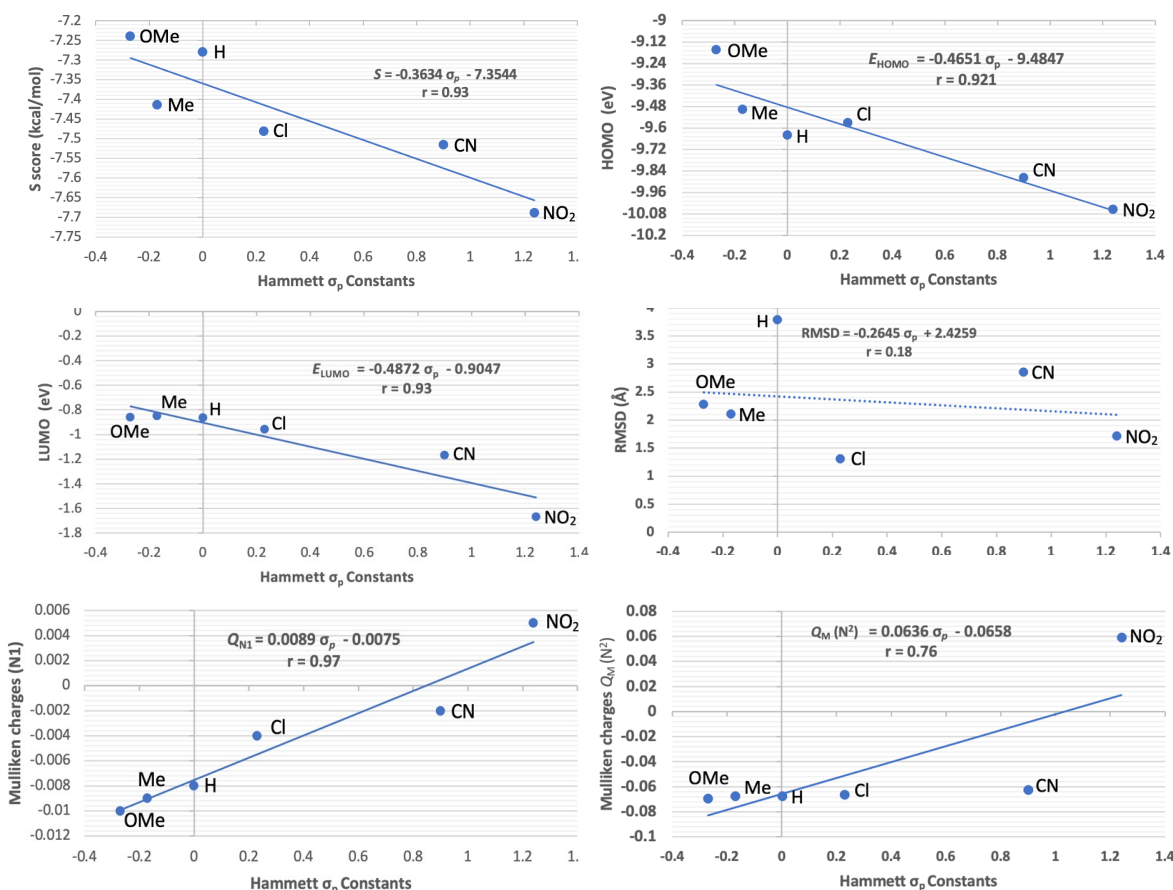 -7.2
-7.25
-7.3
-7.35
-7.4
-7.45
-7.5
-7.55
-7.6
-7.65
-7.7
-7.75
S score (kcal/mol)
OMe
H
Me
Cl
CN
NO₂
S = -0.3634 σₚ - 7.3544
r = 0.93
-0.4 -0.2 0 0.2 0.4 0.6 0.8 1 1.2 1.
Hammett σₚ Constants
-9
-9.12
-9.24
-9.36
-9.48
-9.6
-9.72
-9.84
-9.96
-10.08
-10.2
HOMO (eV)
OMe
Me
H
Cl
CN
NO₂
E HOMO = -0.4651 σₚ - 9.4847
r = 0.921
-0.4 -0.2 0 0.2 0.4 0.6 0.8 1 1.2 1.4
Hammett σₚ Constants
0
-0.2
-0.4
-0.6
-0.8
-1
-1.2
-1.4
-1.6
-1.8
LUMO (eV)
E LUMO = -0.4872 σₚ - 0.9047
r = 0.93
OMe
Me
H
Cl
CN
NO₂
-0.4 -0.2 0 0.2 0.4 0.6 0.8 1 1.2 1.4
Hammett σₚ Constants
4
3.5
3
2.5
2
1.5
1
0.5
0
RMSD (Å)
H
RMSD = -0.2645 σₚ + 2.4259
r = 0.18
OMe
Me
Cl
CN
NO₂
-0.4 -0.2 0 0.2 0.4 0.6 0.8 1 1.2 1.4
Hammett σₚ Constants
0.006
0.004
0.002
0
-0.002
-0.004
-0.006
-0.008
-0.01
-0.012
Mulliken charges (N1)
Q N1 = 0.0089 σₚ - 0.0075
r = 0.97
OMe
Me
H
Cl
CN
NO₂
-0.4 -0.2 0 0.2 0.4 0.6 0.8 1 1.2 1.
Hammett σₚ Constants
0.08
0.06
0.04
0.02
0
-0.02
-0.04
-0.06
-0.08
-0.1
Mulliken charges Q M (N²)
Q M (N²) = 0.0636 σₚ - 0.0658
r = 0.76
OMe
Me
H
Cl
CN
NO₂
-0.4 -0.2 0 0.2 0.4 0.6 0.8 1 1.2 1.4
Hammett σₚ Constants